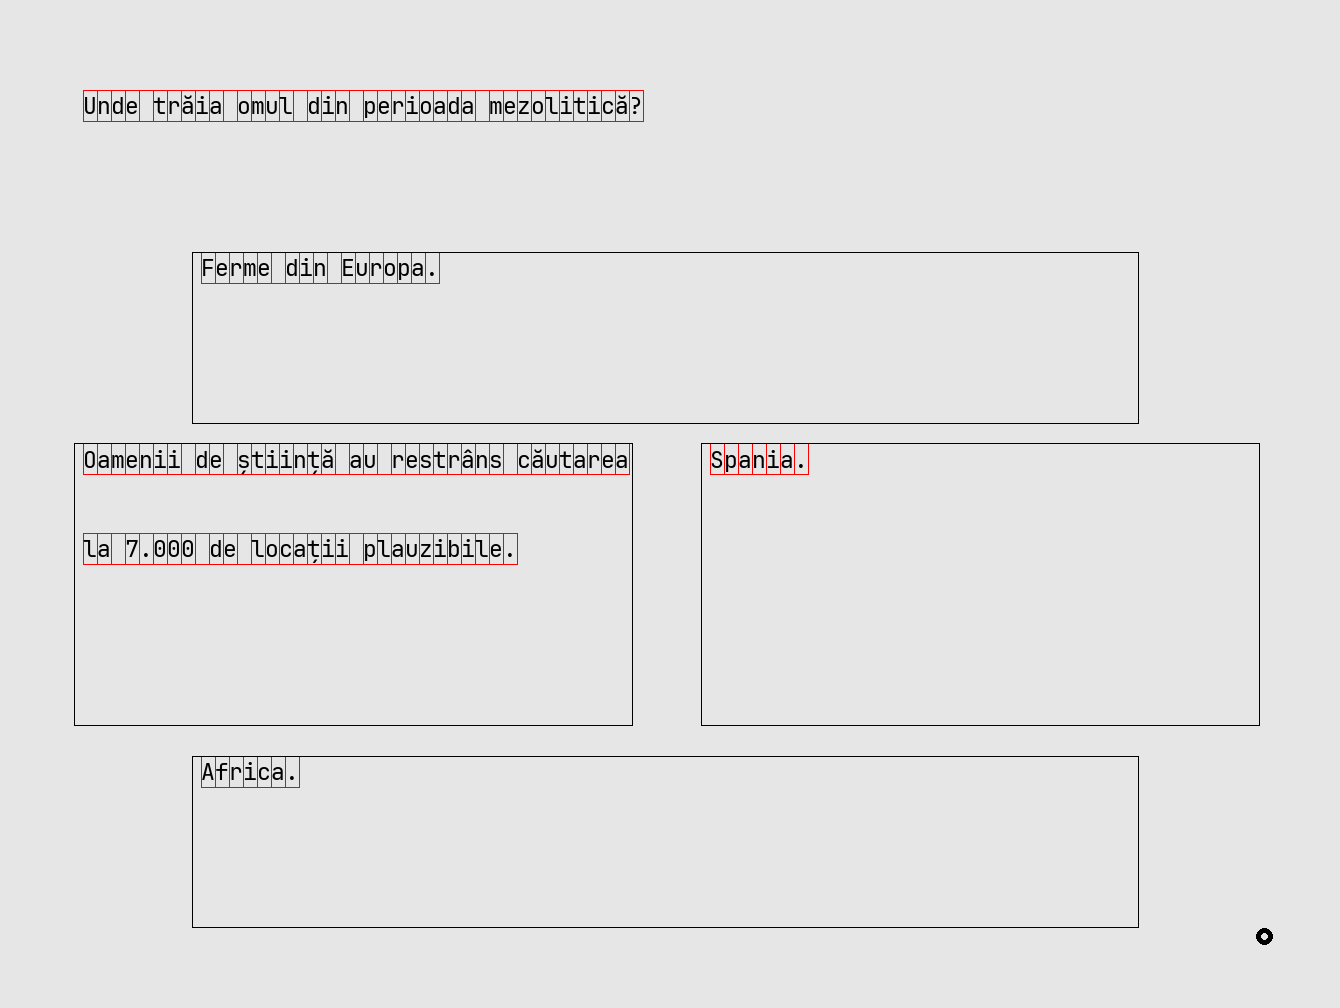 Unde trăia omul din perioada mezolitică?
Ferme din Europa.
Oamenii de știință au restrâns căutarea
la 7.000 de locații plauzibile.
Spania.
Africa.